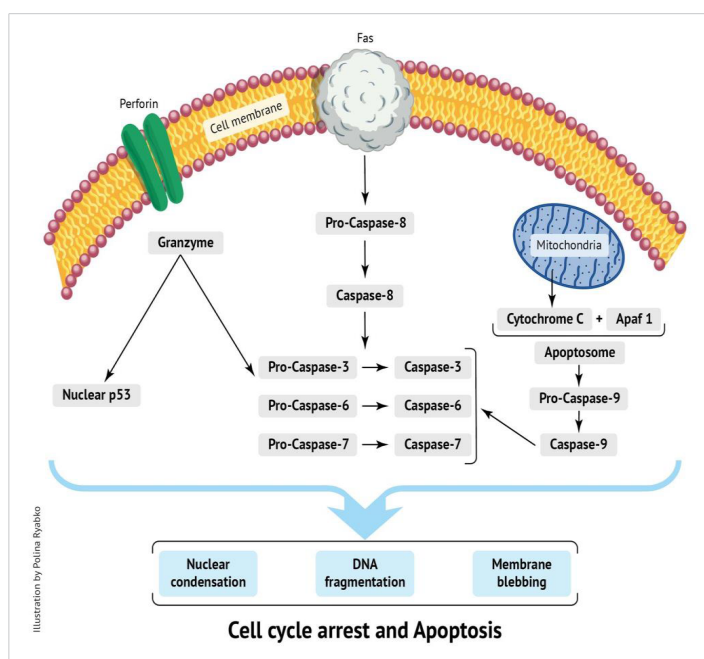 Fas
Perforin
Cell membrane
Pro-Caspase-8
Granzyme
Mitochondria
Caspase-8
Cytochrome C + Apaf 1
Apoptosome
Pro-Caspase-3
Caspase-3
Nuclear p53
Pro-Caspase-9
Pro-Caspase-6
Caspase-6
Pro-Caspase-7
Caspase-7
Caspase-9
Nuclear
condensation
DNA
fragmentation
Membrane
blebbing
Cell cycle arrest and Apoptosis
Illustration by Polina Ryabko